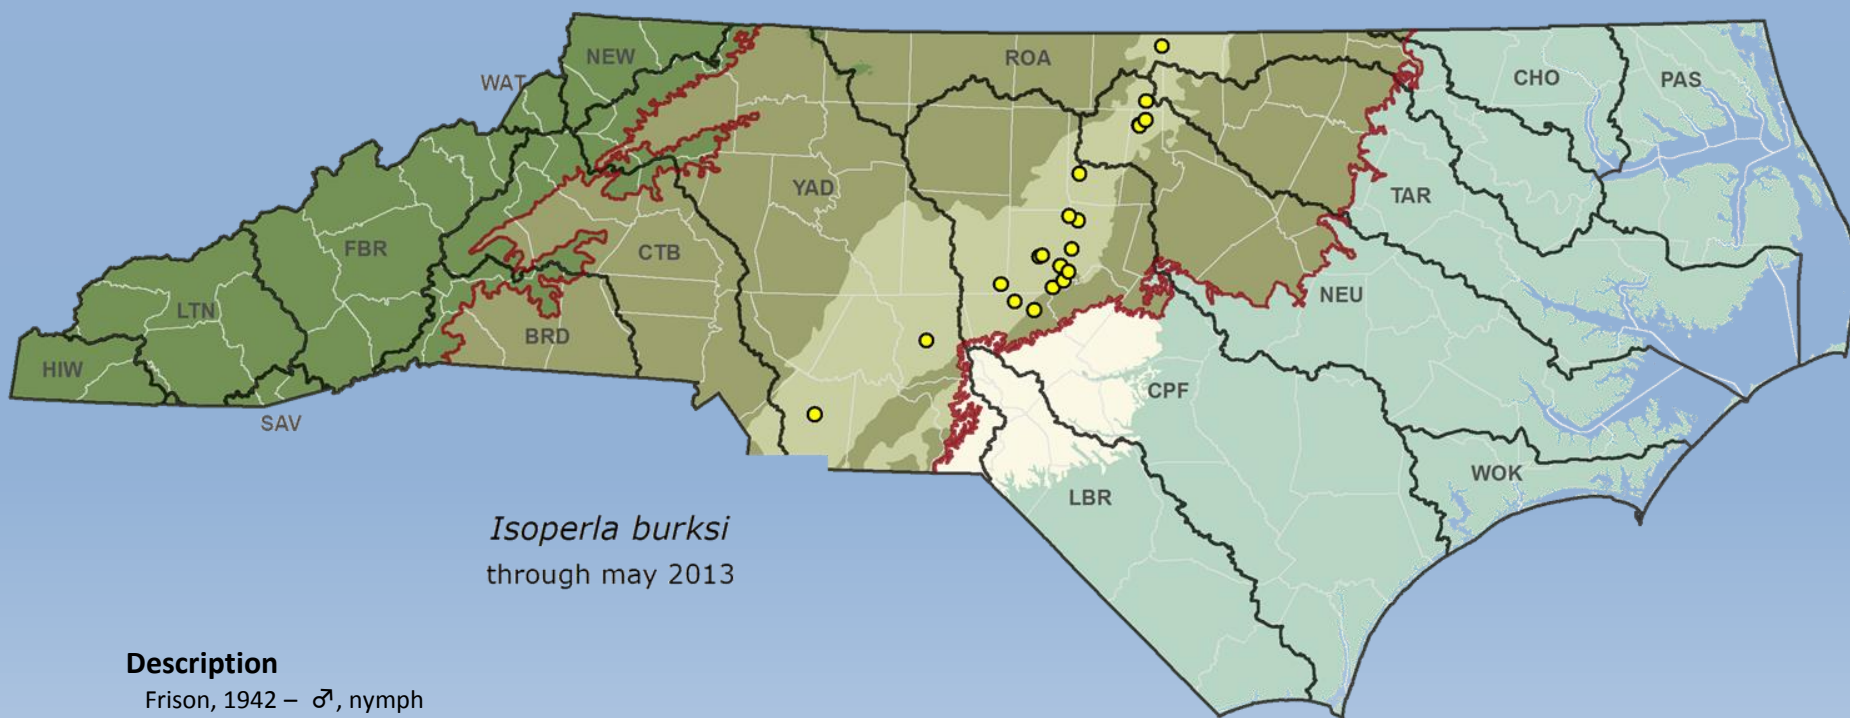 NEW
WAT
ROA
CHO
PAS
YAD
TAR
FBR
CTB
LTN
NEU
BRD
HIW
CPF
SAV
LBR
WOK
Isoperla burksi
through may 2013
Description
Frison, 1942 – ♂, nymph